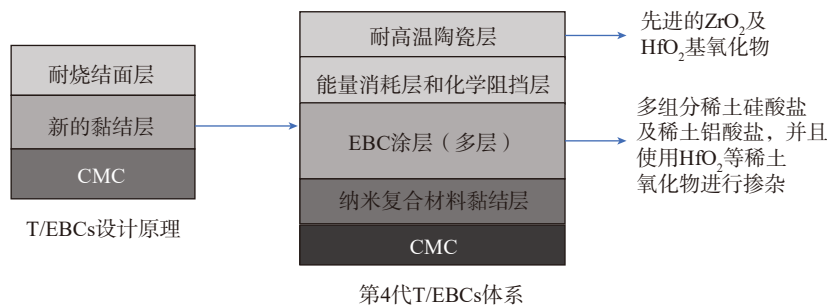 耐烧结面层
新的黏结层
CMC
T/EBCs设计原理
耐高温陶瓷层
能量消耗层和化学阻挡层
EBC涂层（多层）
纳米复合材料黏结层
CMC
第4代T/EBCs体系
先进的ZrO₂及
HfO₂基氧化物
多组分稀土硅酸盐
及稀土铝酸盐，并且
使用HfO₂等稀土
氧化物进行掺杂